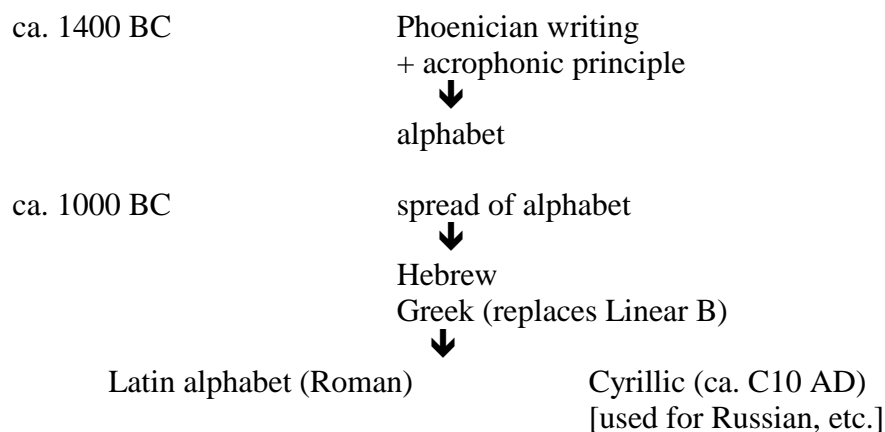 ca. 1400 BC Phoenician writing
+ acrophonic principle
🡻
alphabet
ca. 1000 BC spread of alphabet
🡻
Hebrew
Greek (replaces Linear B)
🡻
Latin alphabet (Roman) Cyrillic (ca. C10 AD)
[used for Russian, etc.]